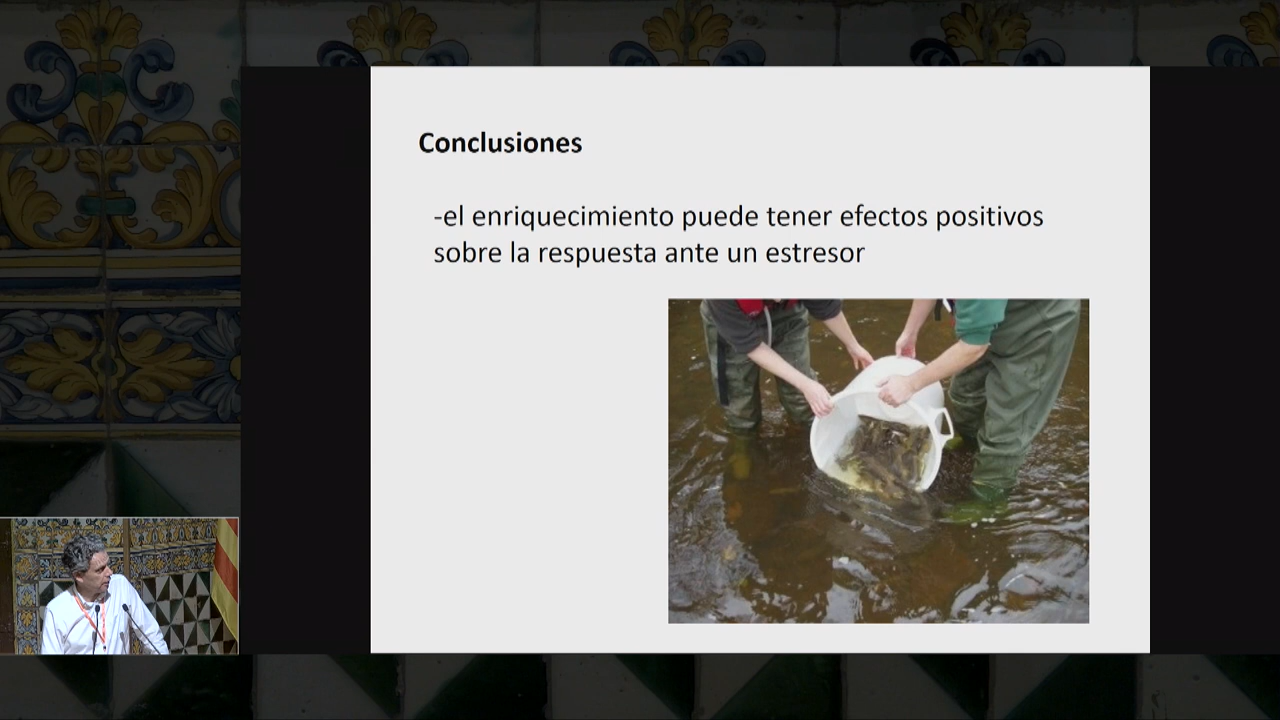 Conclusiones
-el enriquecimiento puede tener efectos positivos
sobre la respuesta ante un estresor